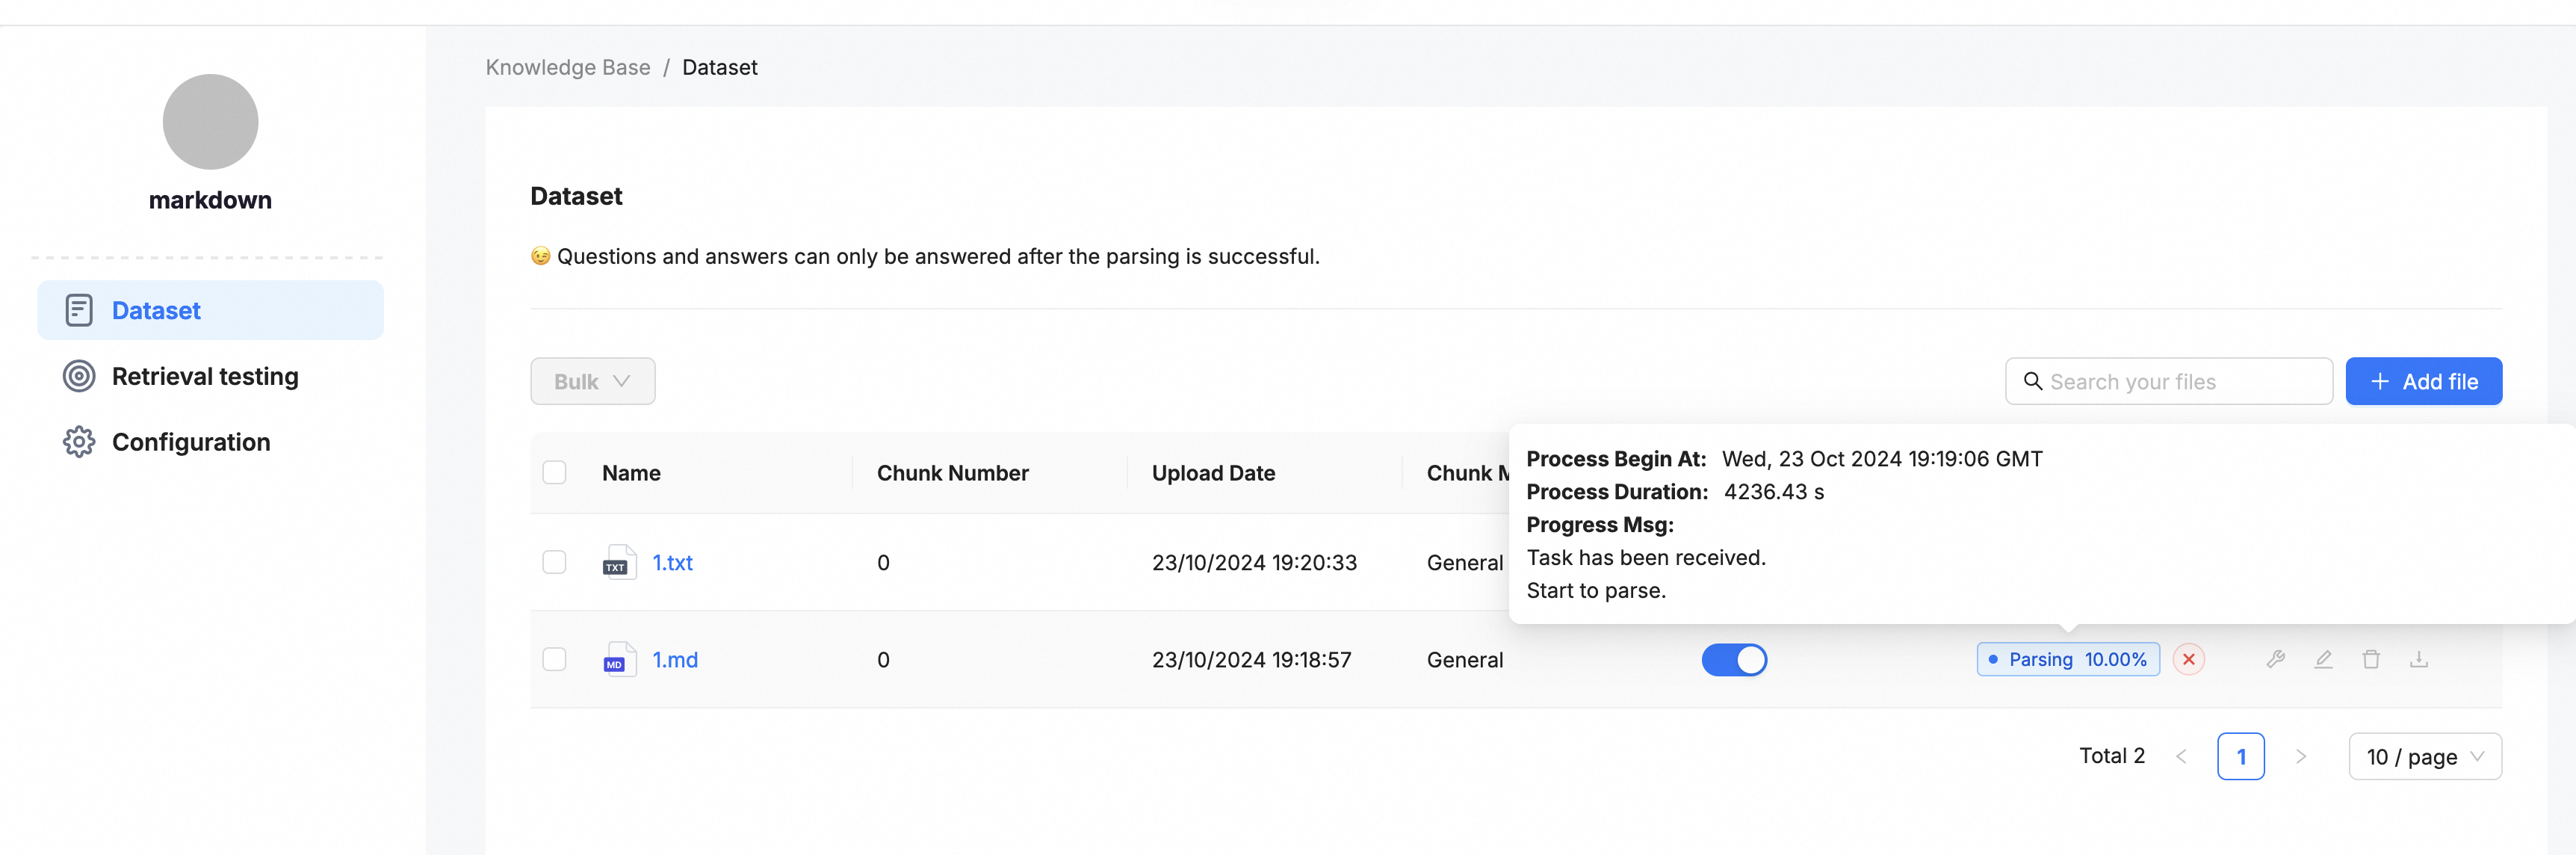 Knowledge Base / Dataset
markdown
Dataset
Retrieval testing
Configuration
Dataset
😉 Questions and answers can only be answered after the parsing is successful.
Bulk
Search your files
+ Add file
Name Chunk Number Upload Date Chunk M
TXT 1.txt 0 23/10/2024 19:20:33 General
Process Begin At: Wed, 23 Oct 2024 19:19:06 GMT
Process Duration: 4236.43 s
Progress Msg:
Task has been received.
Start to parse.
MD 1.md 0 23/10/2024 19:18:57 General Parsing 10.00%
Total 2 < 1 > 10 / page